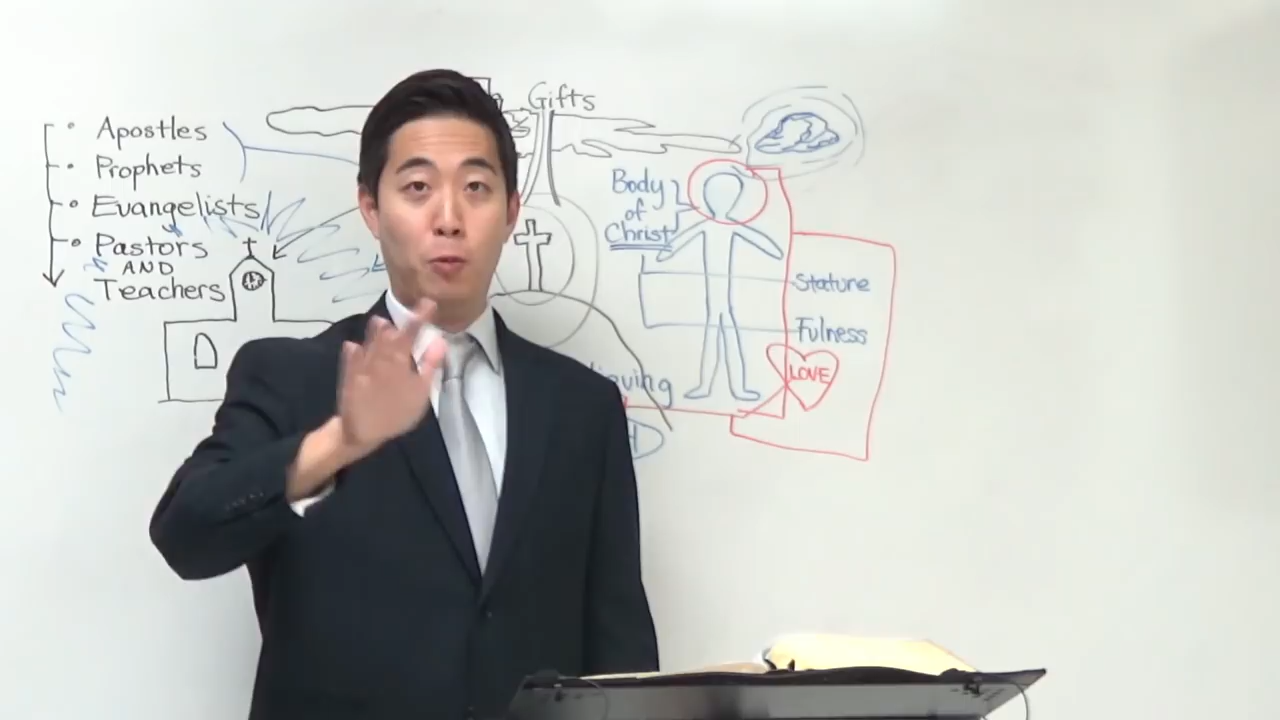 Gifts
Apostles
Prophets
Evangelists
Pastors
AND
Teachers
Body
of
Christ
Stature
Fulness
LOVE